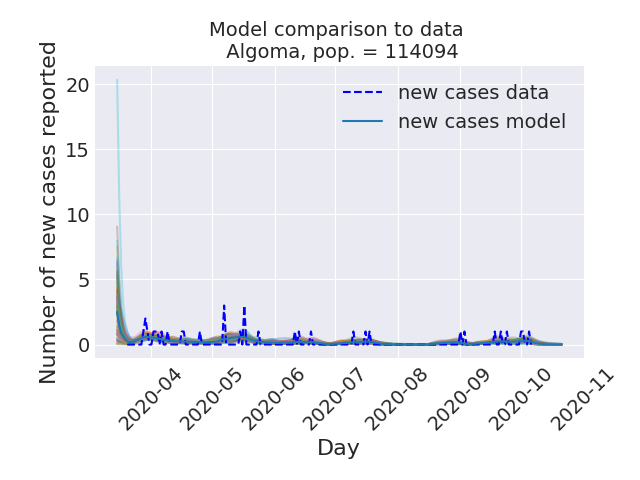 Model comparison to data
Algoma, pop. = 114094
Number of new cases reported
20
15
10
5
0
new cases data
new cases model
2020-04
2020-05
2020-06
2020-07
2020-08
2020-09
2020-10
2020-11
Day